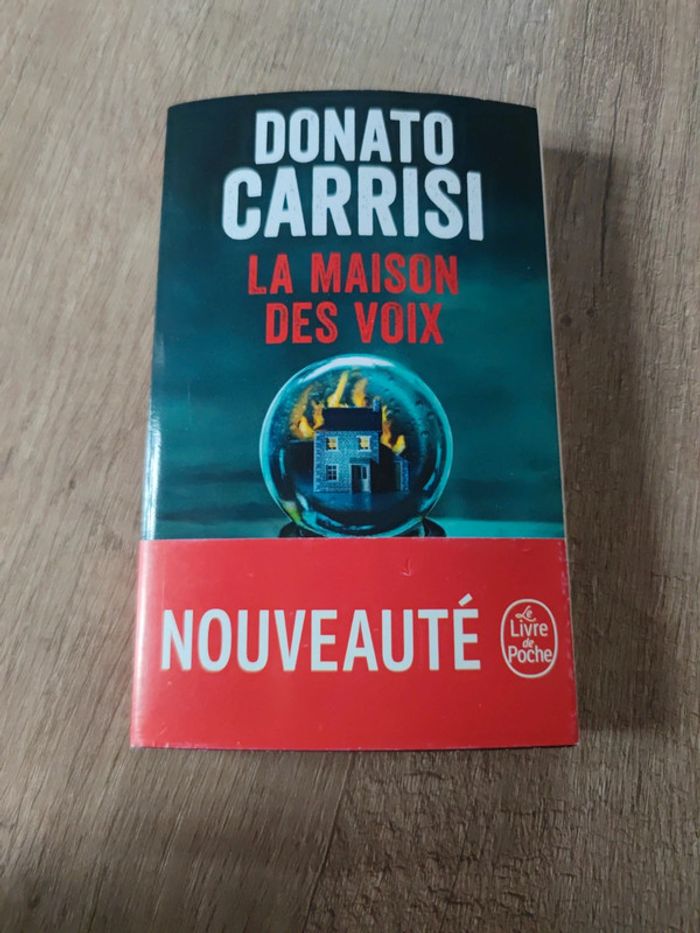 DONATO
CARRISI
LA MAISON
DES VOIX
NOUVEAUTÉ
Le
Livre
de
Poche